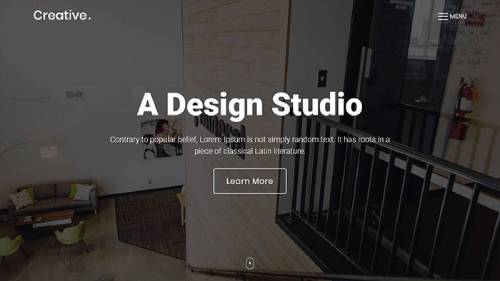 Creative.
MENU
A Design Studio
Contrary to popular belief, Lorem Ipsum is not simply random text. It has roots in a
piece of classical Latin literature.
Learn More